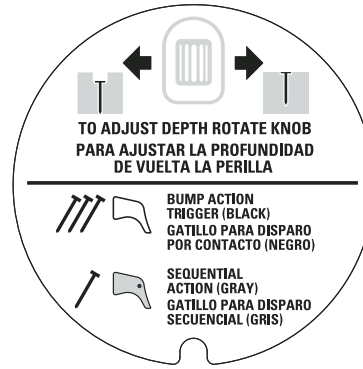 TO ADJUST DEPTH ROTATE KNOB
PARA AJUSTAR LA PROFUNDIDAD
DE VUELTA LA PERILLA
BUMP ACTION
TRIGGER (BLACK)
GATILLO PARA DISPARO
POR CONTACTO (NEGRO)
SEQUENTIAL
ACTION (GRAY)
GATILLO PARA DISPARO
SECUENCIAL (GRIS)